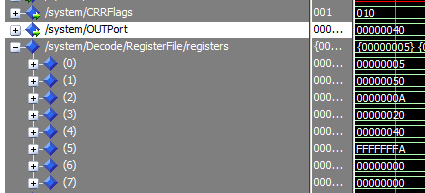 /system/CRRFlags 001 010
/system/OUTPort 000... 00000040
/system/Decode/RegisterFile/registers {00... {00000005} {0
(0) 000... 00000005
(1) 000... 00000050
(2) 000... 0000000A
(3) 000... 00000020
(4) 000... 00000040
(5) 000... FFFFFFFA
(6) 000... 00000000
(7) 000... 00000000